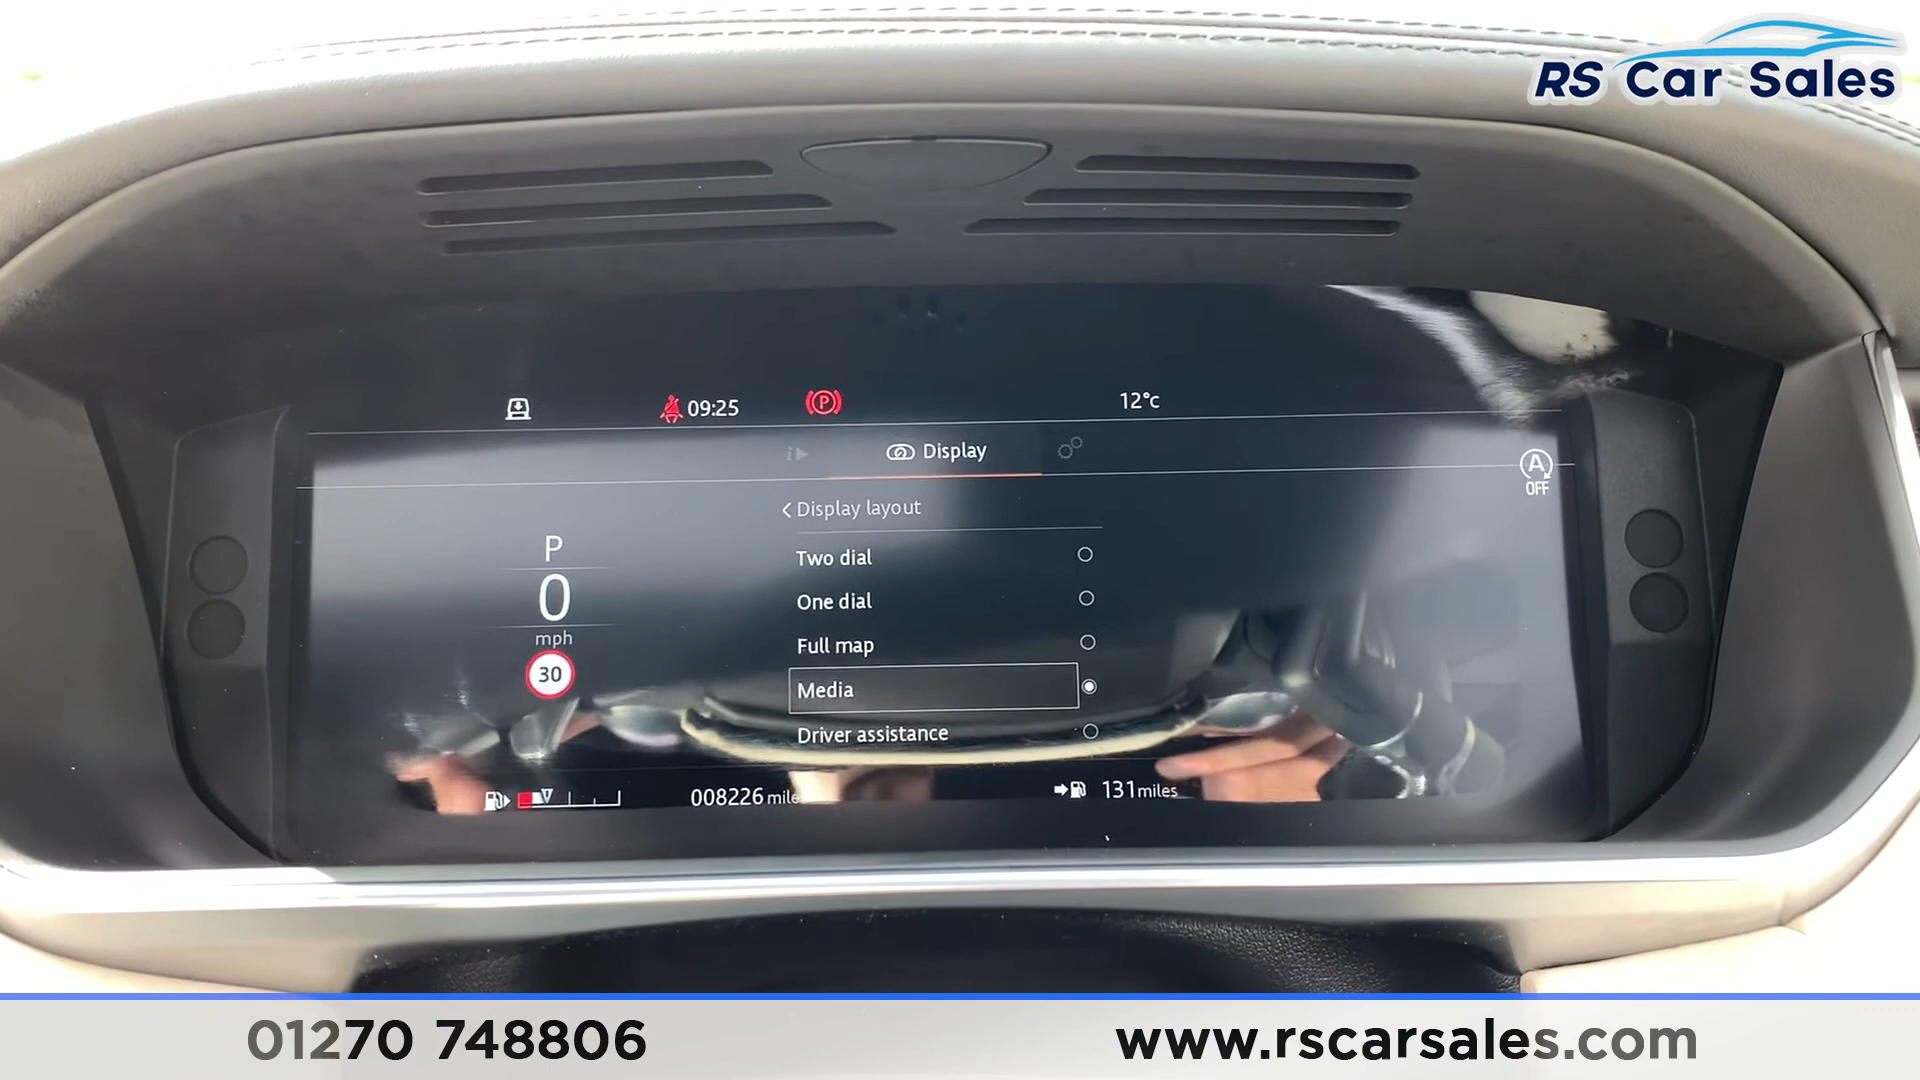 RS Car Sales
09:25
P
12°c
Display
A
OFF
Display layout
P
0
mph
30
Two dial
One dial
Full map
Media
Driver assistance
008226 miles
131miles
01270 748806
www.rscarsales.com